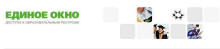 ЕДИНОЕ ОКНО
ДОСТУПА К ОБРАЗОВАТЕЛЬНЫМ РЕСУРСАМ